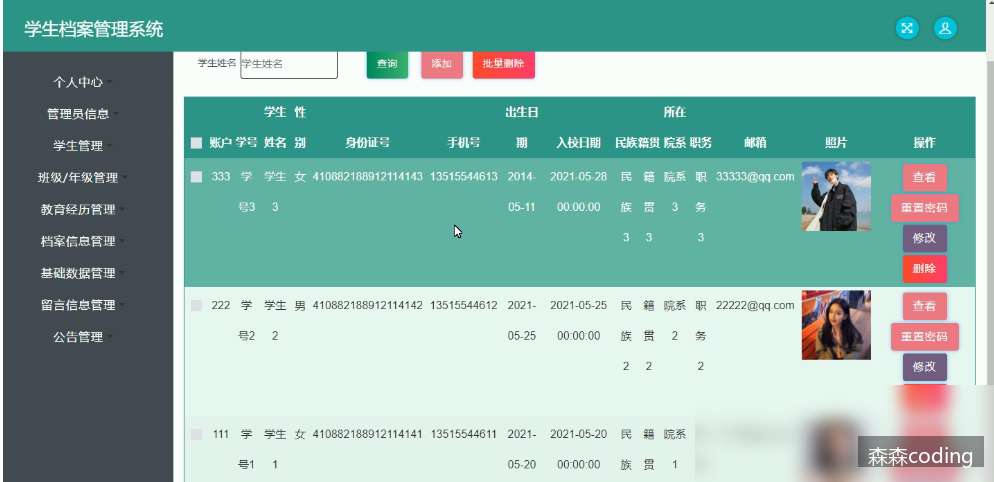 学生档案管理系统
个人中心
管理员信息
学生管理
班级/年级管理
教育经历管理
档案信息管理
基础数据管理
留言信息管理
公告管理
学生姓名 学生姓名 查询 添加 批量删除
学生 性 出生日 所在
账户 学号 姓名 别 身份证号 手机号 期 入校日期 民族 籍贯 院系 职务 邮箱 照片 操作
333 学 学生 女 410882188912114143 13515544613 2014- 2021-05-28 民 籍 院系 职 33333@qq.com 查看
号3 3 05-11 00:00:00 族 贯 3 务 重置密码
3 3 3 修改
删除
222 学 学生 男 410882188912114142 13515544612 2021- 2021-05-25 民 籍 院系 职 22222@qq.com 查看
号2 2 05-25 00:00:00 族 贯 2 务 重置密码
2 2 2 修改
111 学 学生 女 410882188912114141 13515544611 2021- 2021-05-20 民 籍 院系
号1 1 05-20 00:00:00 族 贯 1
森森coding